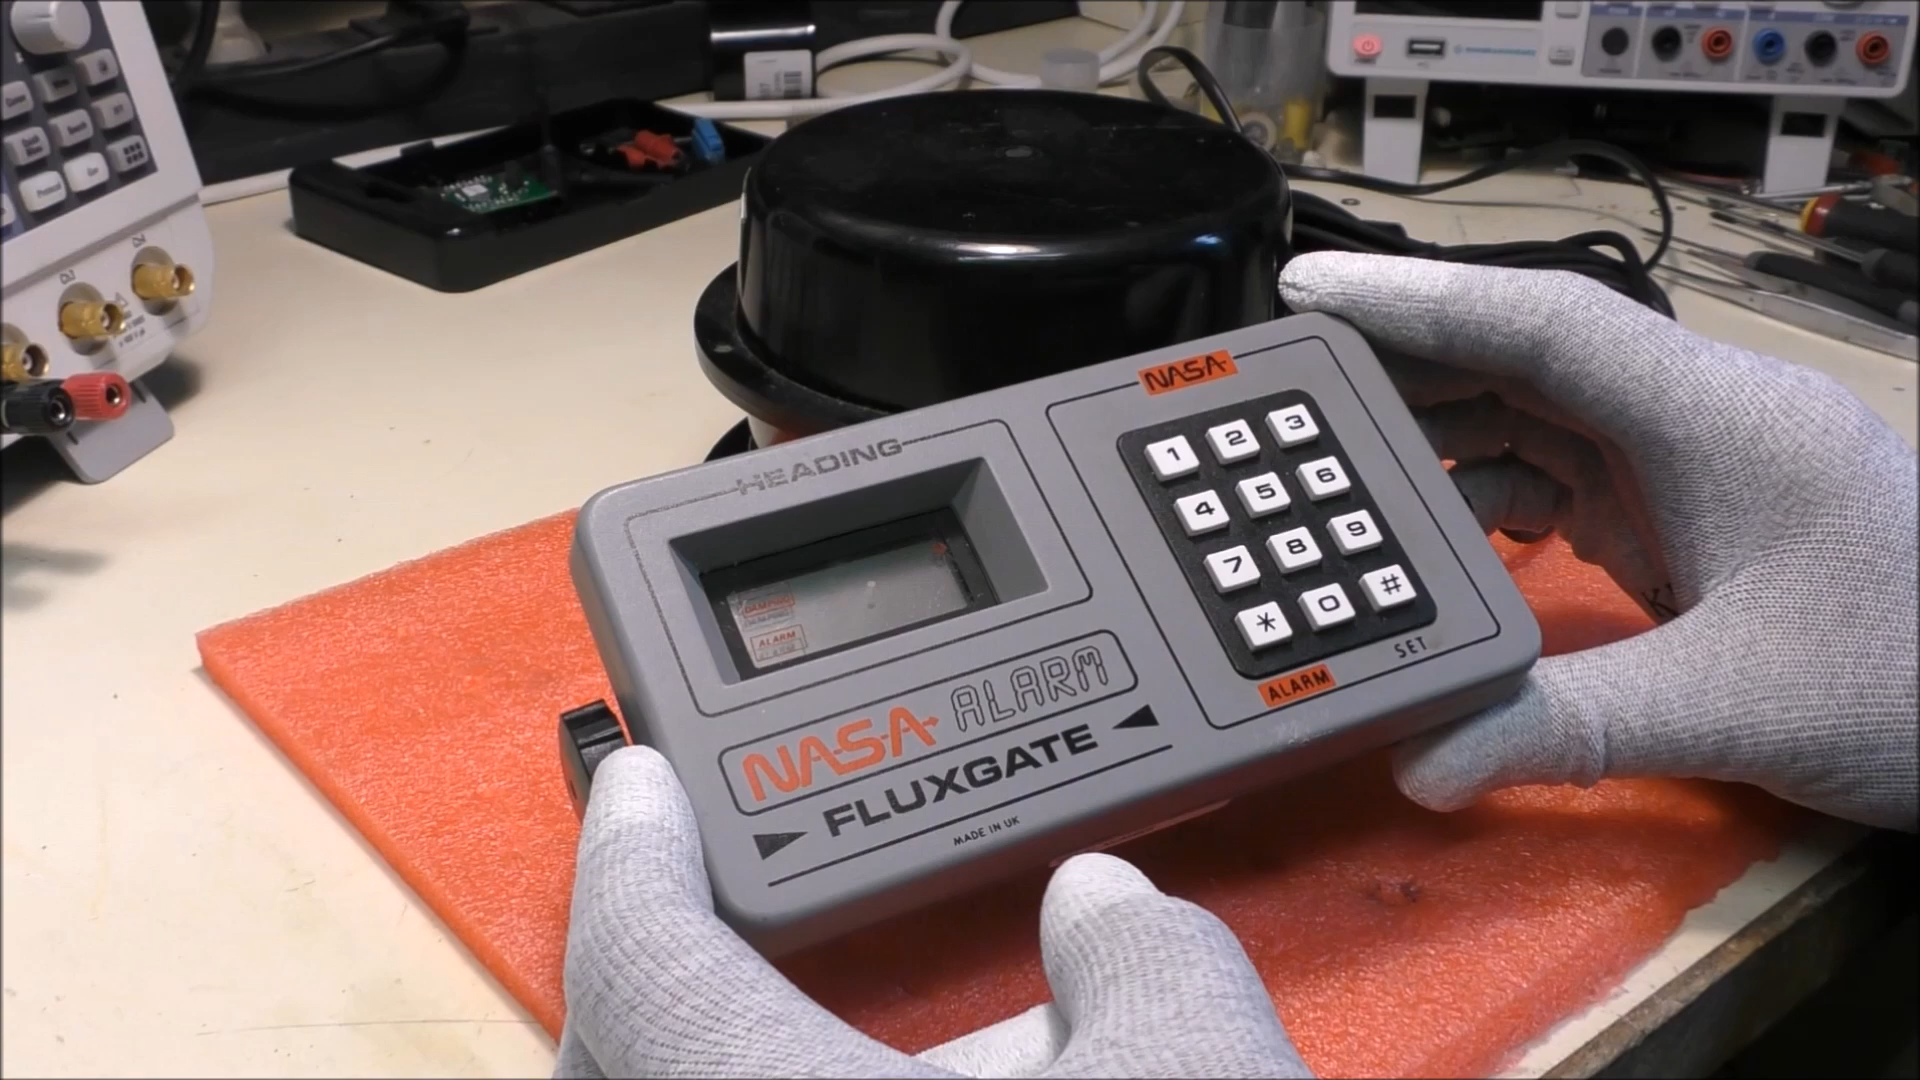 NASA
HEADING
1 2 3
4 5 6
7 8 9
* 0 #
DAMPING
ALARM
ALARM
SET
NASA ALARM
FLUXGATE
MADE IN UK